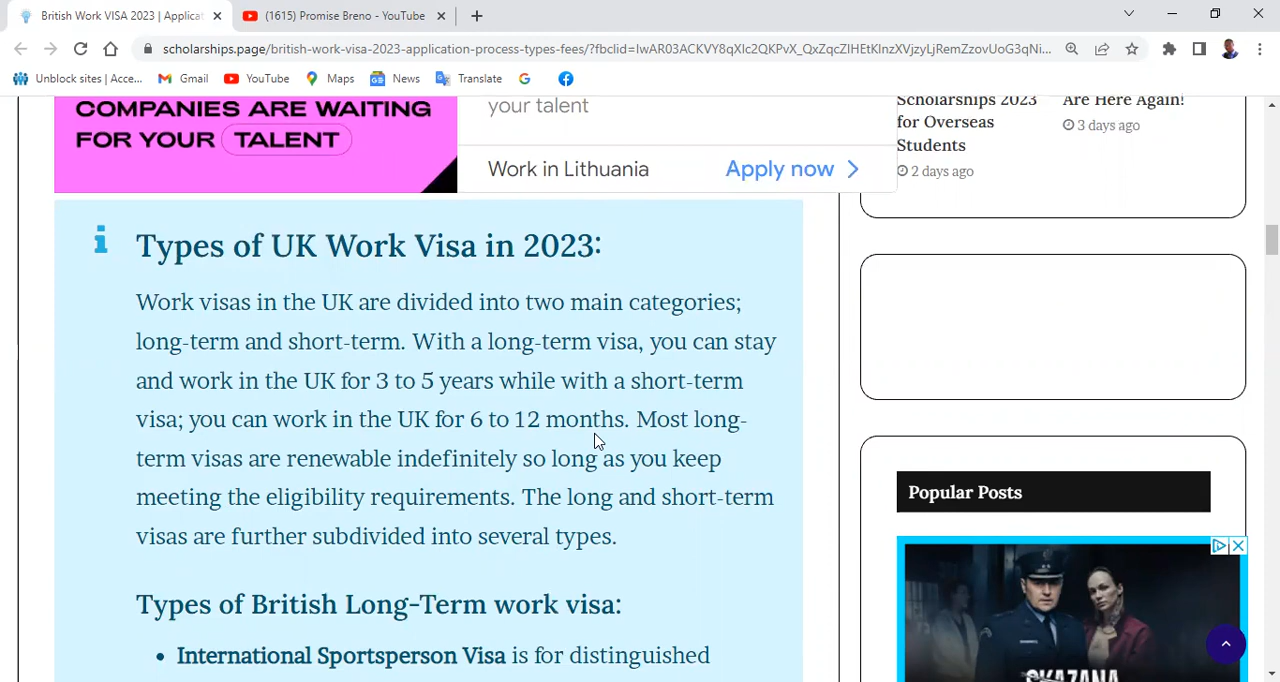 British Work VISA 2023 | Applicat
(1615) Promise Breno - YouTube
scholarships.page/british-work-visa-2023-application-process-types-fees/?fbclid=IwAR03ACKVY8qXlc2QKPvX_QxZqcZIHEtKlnzXVjzyLjRemZzovUoG3qNi...
Unblock sites | Acce...
Gmail
YouTube
Maps
News
Translate
COMPANIES ARE WAITING
FOR YOUR TALENT
your talent
Work in Lithuania
Apply now
Scholarships 2023
for Overseas
Students
2 days ago
Are Here Again!
3 days ago
Types of UK Work Visa in 2023:
Work visas in the UK are divided into two main categories;
long-term and short-term. With a long-term visa, you can stay
and work in the UK for 3 to 5 years while with a short-term
visa; you can work in the UK for 6 to 12 months. Most long-
term visas are renewable indefinitely so long as you keep
meeting the eligibility requirements. The long and short-term
visas are further subdivided into several types.
Types of British Long-Term work visa:
• International Sportsperson Visa is for distinguished
Popular Posts